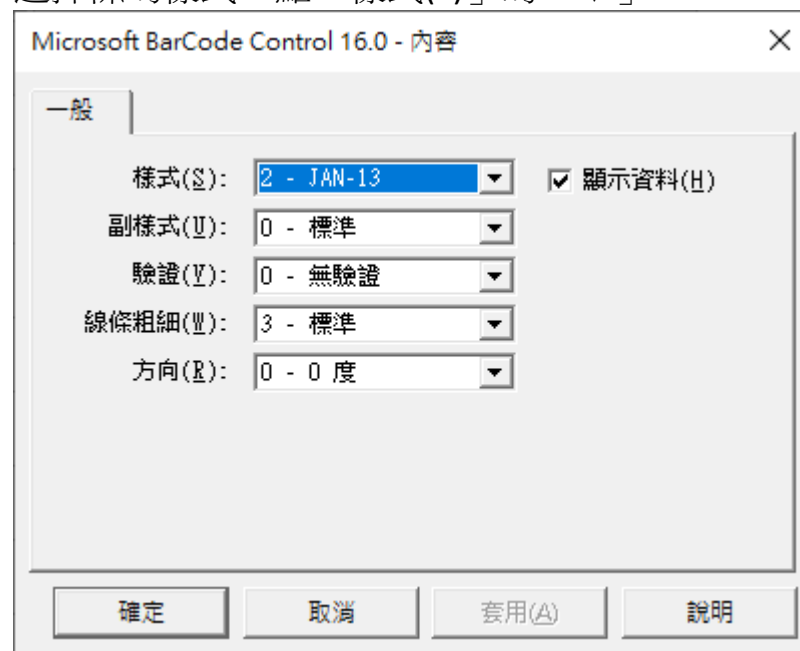 Microsoft BarCode Control 16.0 - 內容
一般
樣式(S): 2 - JAN-13 顯示資料(H)
副樣式(U): 0 - 標準
驗證(V): 0 - 無驗證
線條粗細(W): 3 - 標準
方向(R): 0 - 0 度
確定 取消 套用(A) 說明